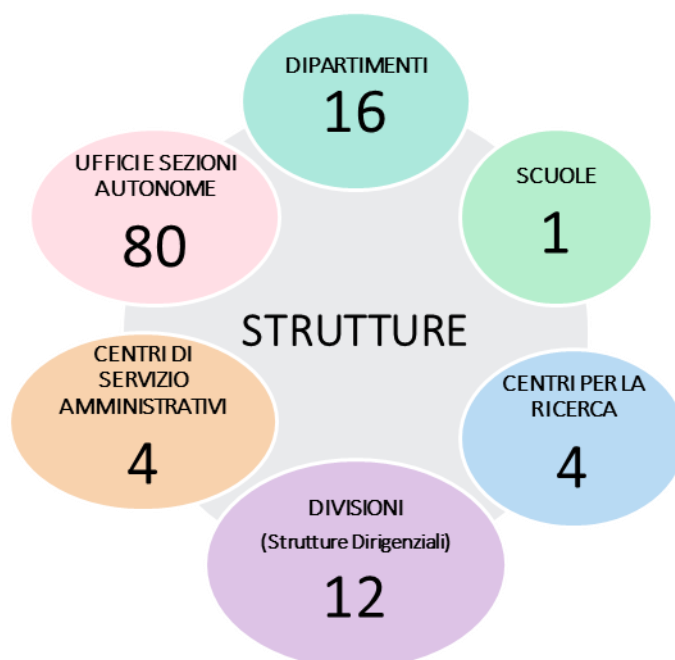 DIPARTIMENTI
16
UFFICI E SEZIONI
AUTONOME
80
SCUOLE
1
STRUTTURE
CENTRI DI
SERVIZIO
AMMINISTRATIVI
4
CENTRI PER LA
RICERCA
4
DIVISIONI
(Strutture Dirigenziali)
12